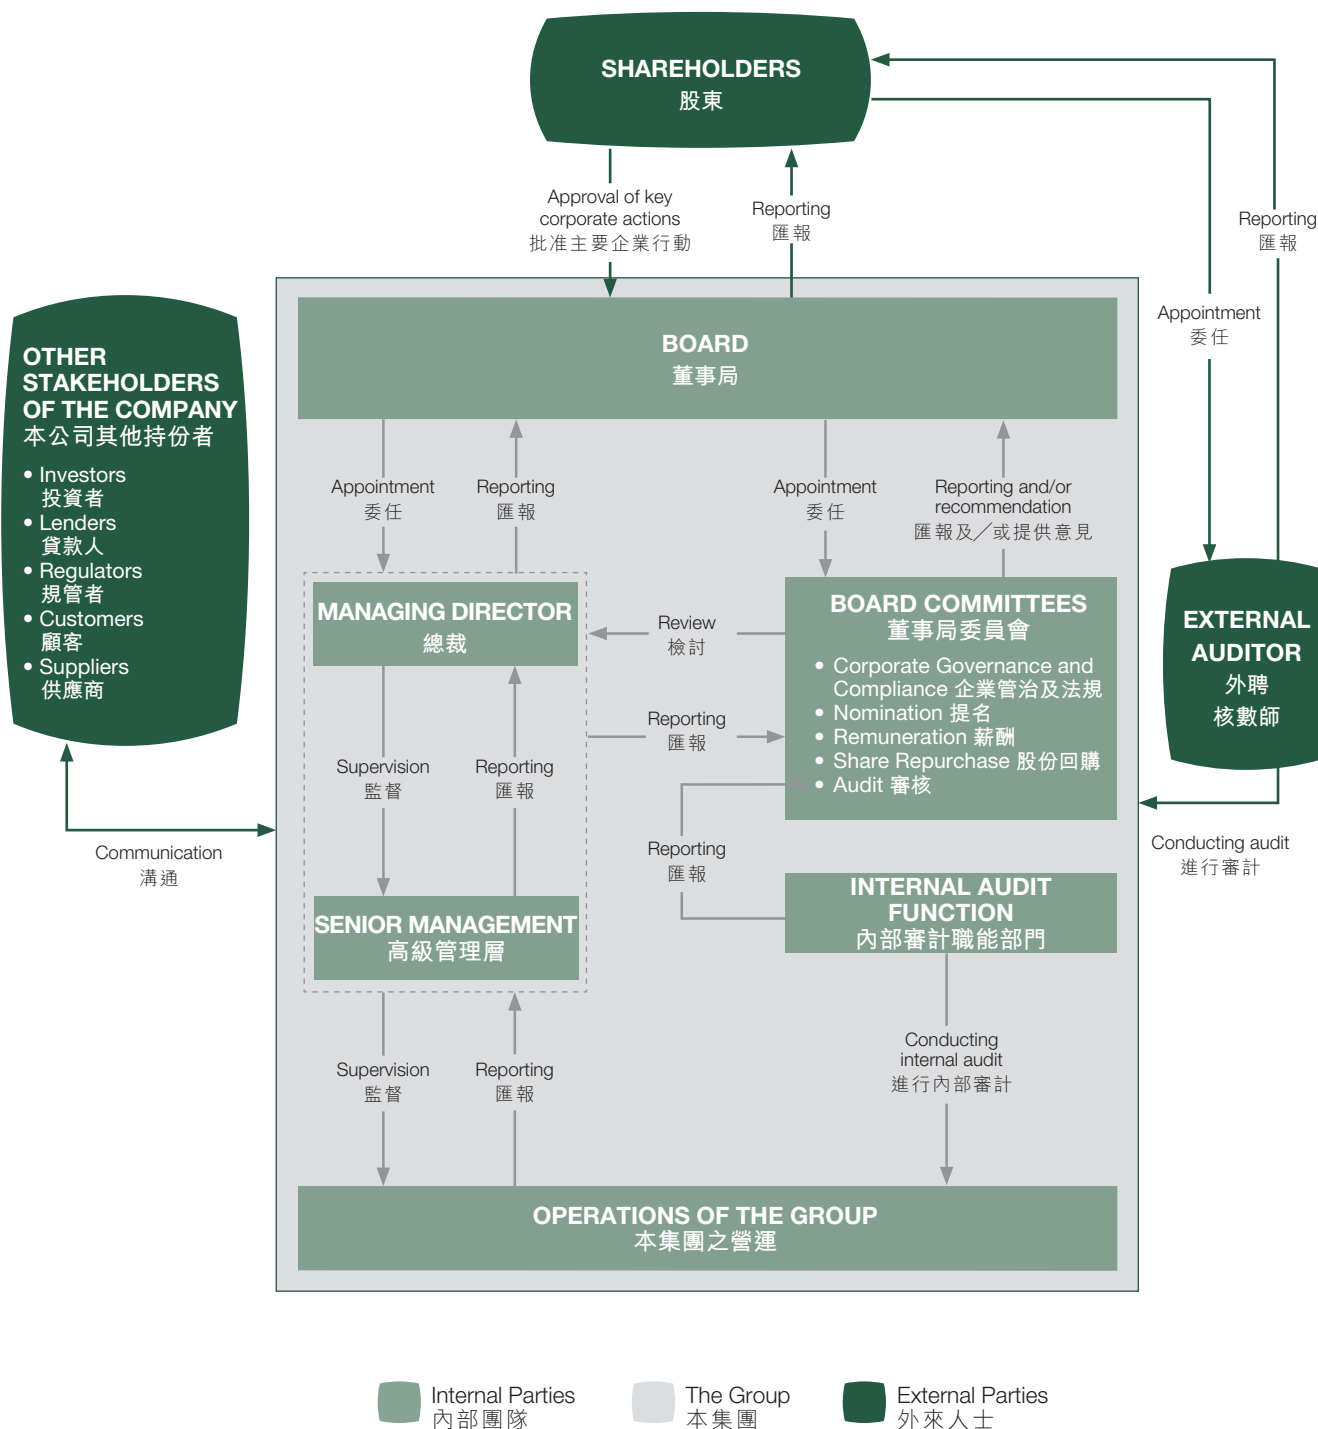 SHAREHOLDERS
股東
Approval of key
corporate actions
批准主要企業行動
Reporting
匯報
Reporting
匯報
Appointment
委任
BOARD
董事局
OTHER
STAKEHOLDERS
OF THE COMPANY
本公司其他持份者
• Investors
投資者
• Lenders
貸款人
• Regulators
規管者
• Customers
顧客
• Suppliers
供應商
Appointment
委任
Reporting
匯報
Appointment
委任
Reporting and/or
recommendation
匯報及／或提供意見
MANAGING DIRECTOR
總裁
Review
檢討
BOARD COMMITTEES
董事局委員會
• Corporate Governance and
Compliance 企業管治及法規
• Nomination 提名
• Remuneration 薪酬
• Share Repurchase 股份回購
• Audit 審核
EXTERNAL
AUDITOR
外聘
核數師
Reporting
匯報
Supervision
監督
Reporting
匯報
Communication
溝通
Reporting
匯報
Conducting audit
進行審計
SENIOR MANAGEMENT
高級管理層
INTERNAL AUDIT
FUNCTION
內部審計職能部門
Supervision
監督
Reporting
匯報
Conducting
internal audit
進行內部審計
OPERATIONS OF THE GROUP
本集團之營運
Internal Parties
內部團隊
The Group
本集團
External Parties
外來人士